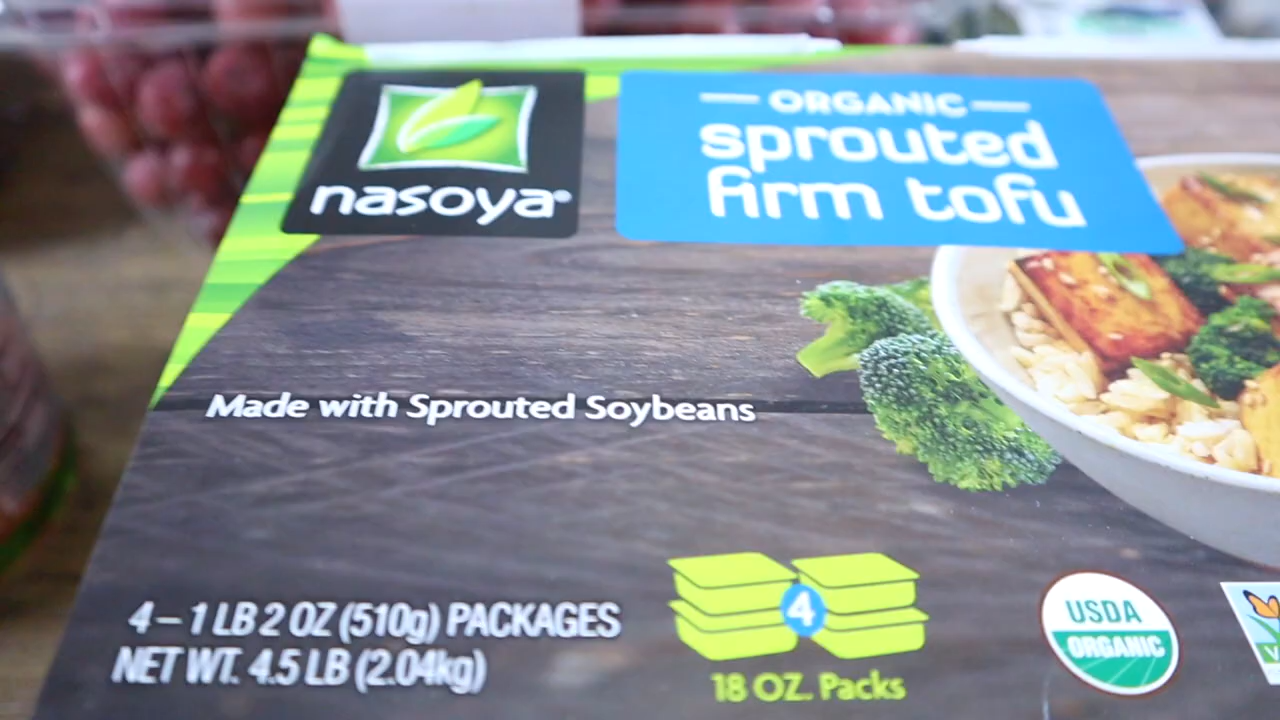 nasoya®
ORGANIC
sprouted
firm tofu
Made with Sprouted Soybeans
4 – 1 LB 2 OZ (510g) PACKAGES
NET WT. 4.5 LB (2.04kg)
4
18 OZ. Packs
USDA
ORGANIC